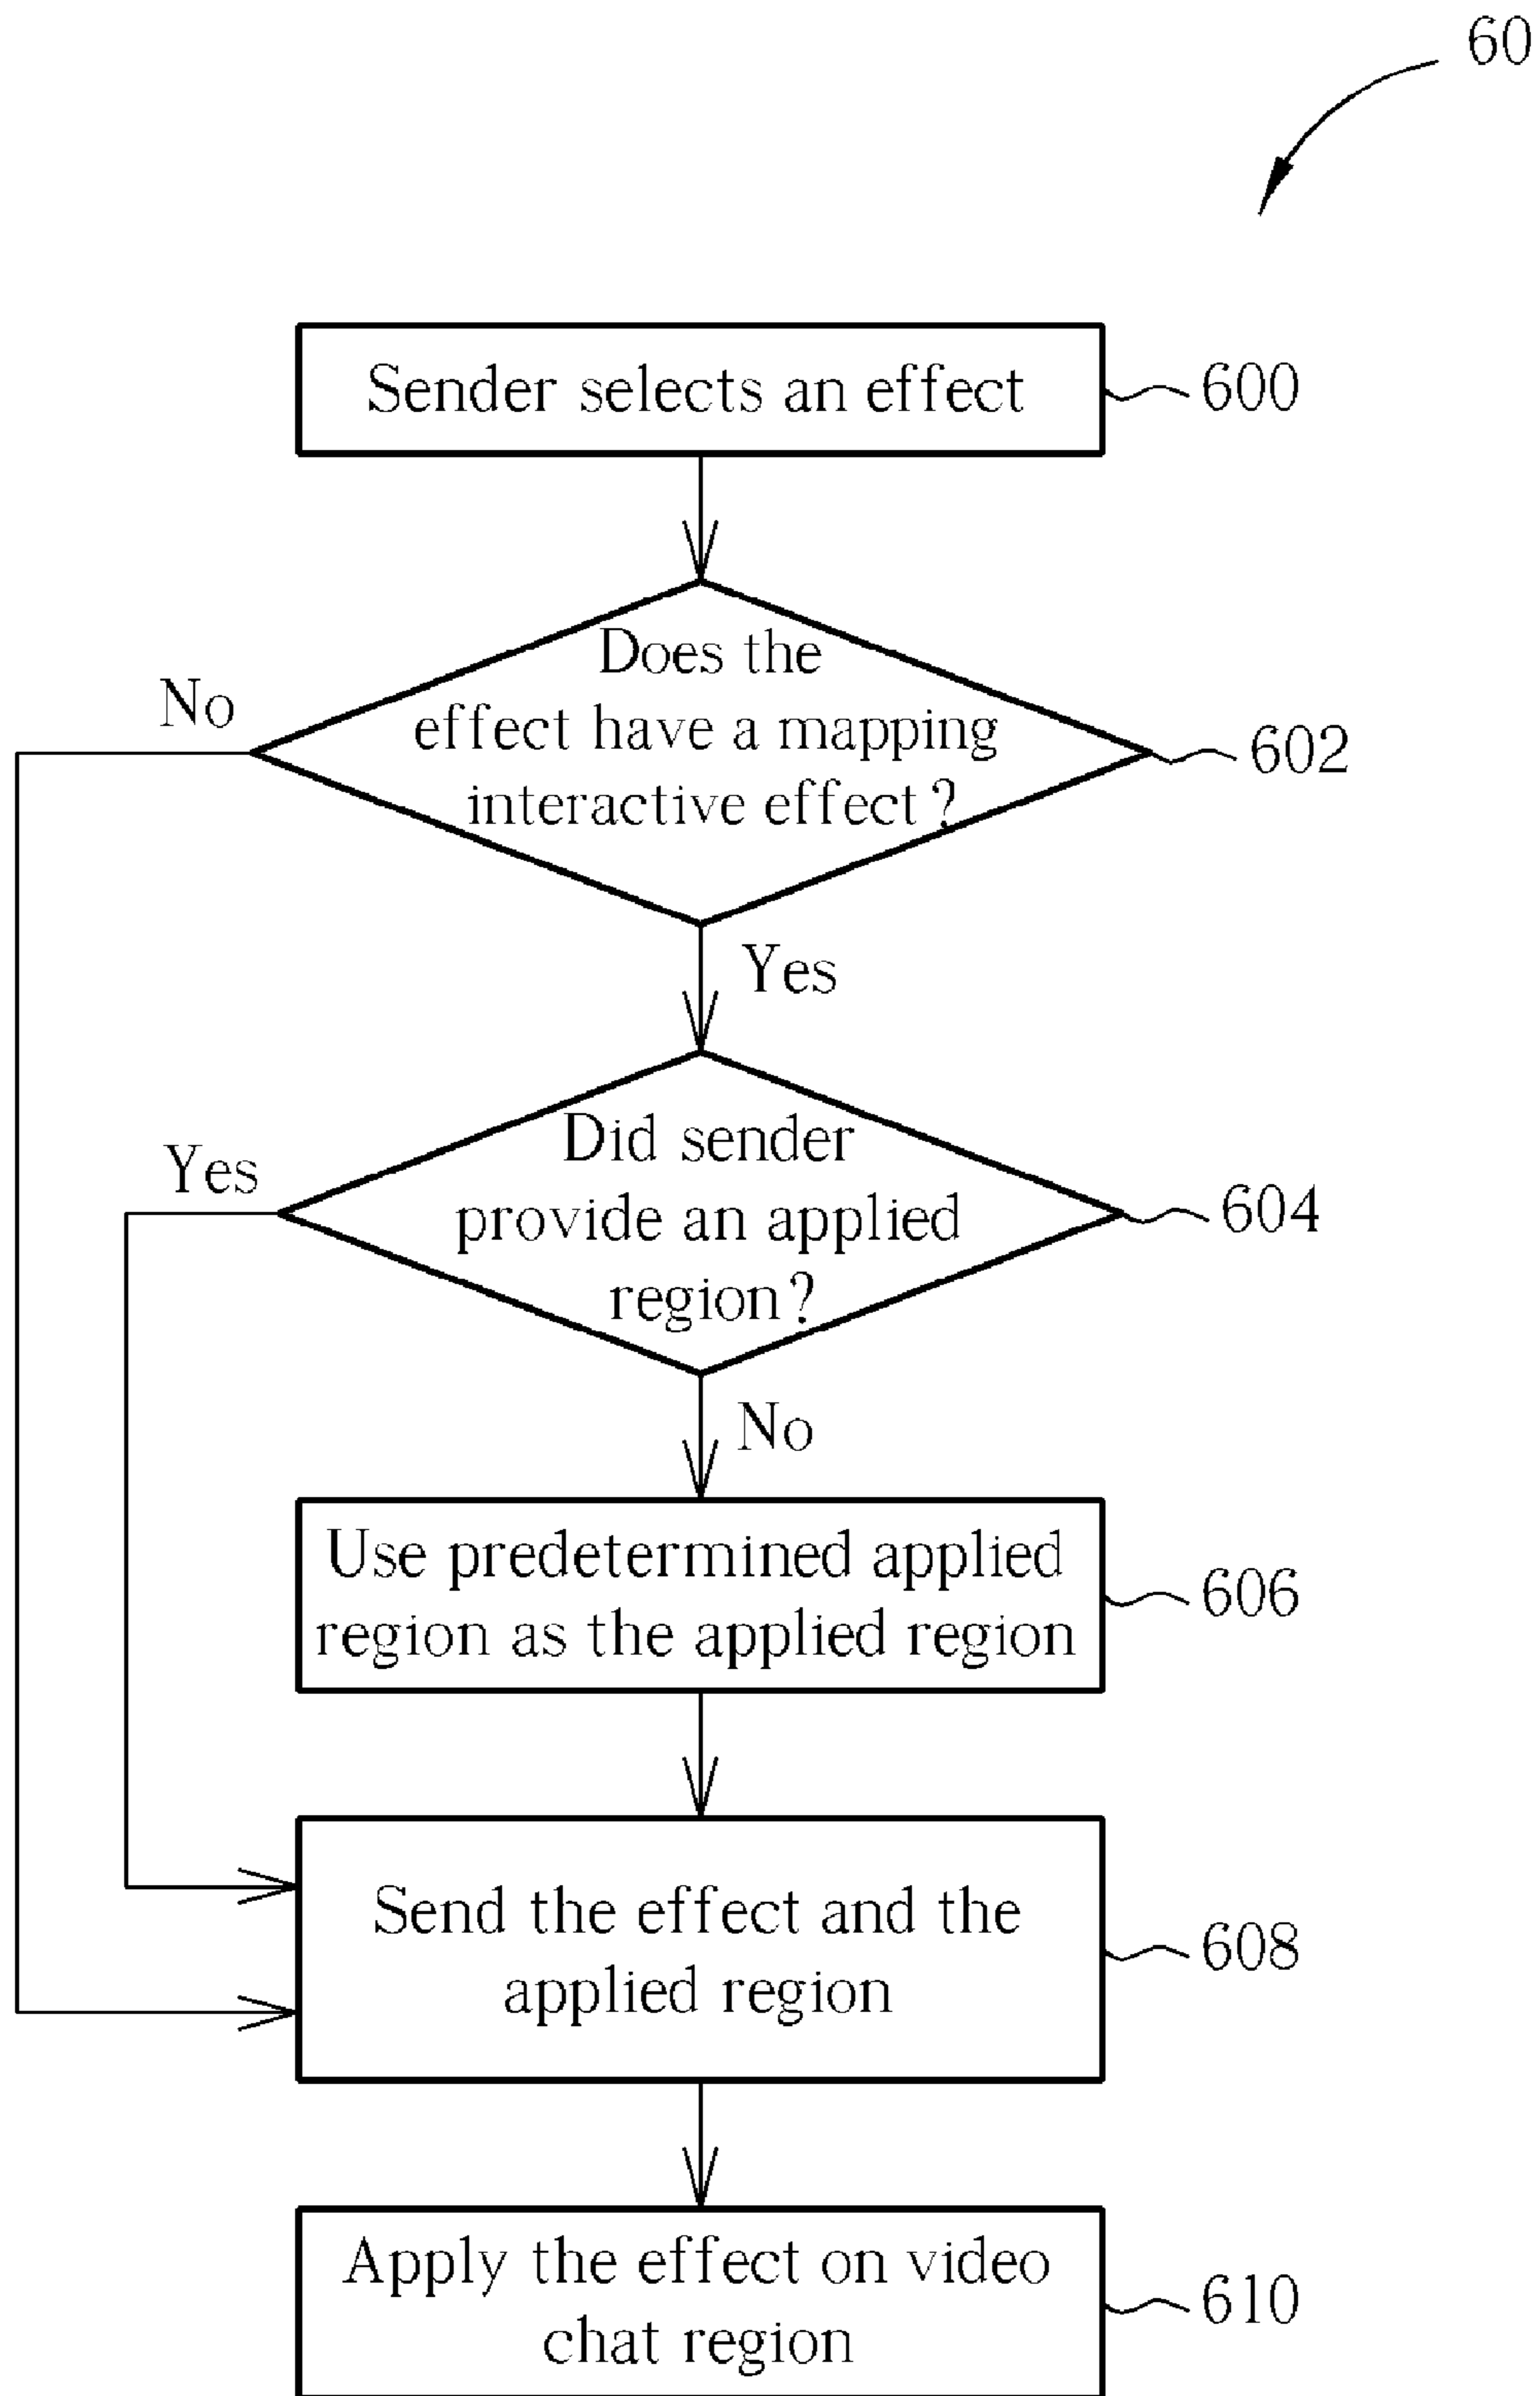 60
Sender selects an effect
600
Does the
effect have a mapping
interactive effect?
No
602
Yes
Did sender
provide an applied
region?
Yes
604
No
Use predetermined applied
region as the applied region
606
Send the effect and the
applied region
608
Apply the effect on video
chat region
610